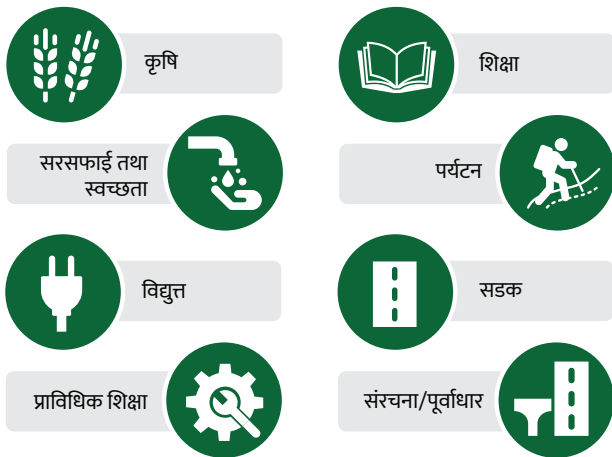 कृषि
शिक्षा
सरसफाई तथा
स्वच्छता
पर्यटन
विद्युत्त
सडक
प्राविधिक शिक्षा
संरचना/पूर्वाधार